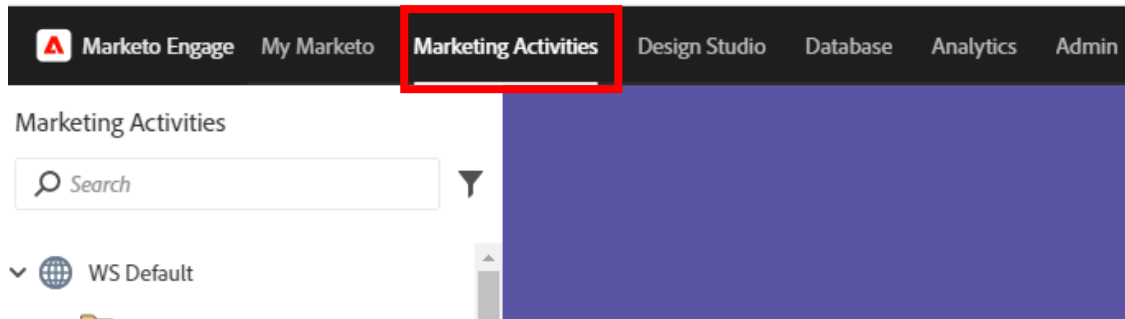 Marketo Engage My Marketo Marketing Activities Design Studio Database Analytics Admin
Marketing Activities
Search
WS Default